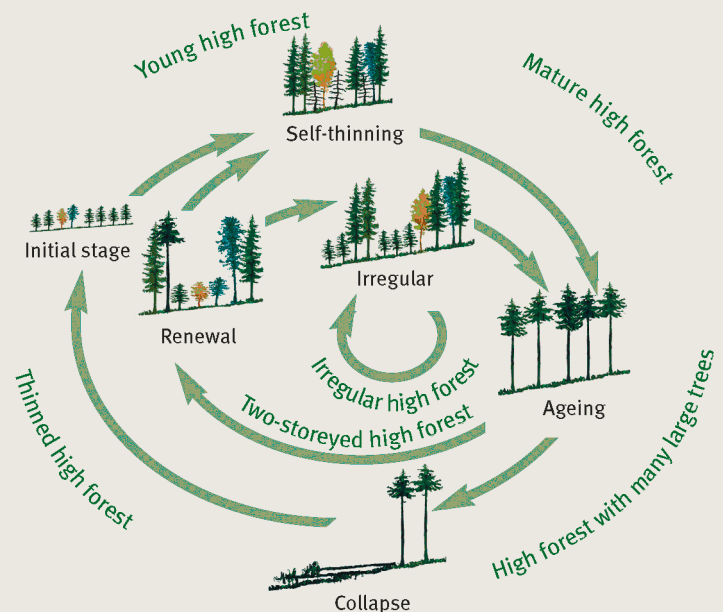 Young high forest
Mature high forest
Self-thinning
Initial stage
Renewal
Irregular
Irregular high forest
Two-storeyed high forest
Ageing
Thinned high forest
High forest with many large trees
Collapse